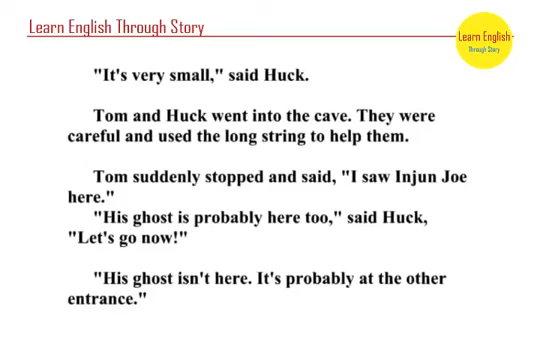 Learn English Through Story
Learn English
Through Story
"It's very small," said Huck.
Tom and Huck went into the cave. They were
careful and used the long string to help them.
Tom suddenly stopped and said, "I saw Injun Joe
here."
"His ghost is probably here too," said Huck,
"Let's go now!"
"His ghost isn't here. It's probably at the other
entrance."